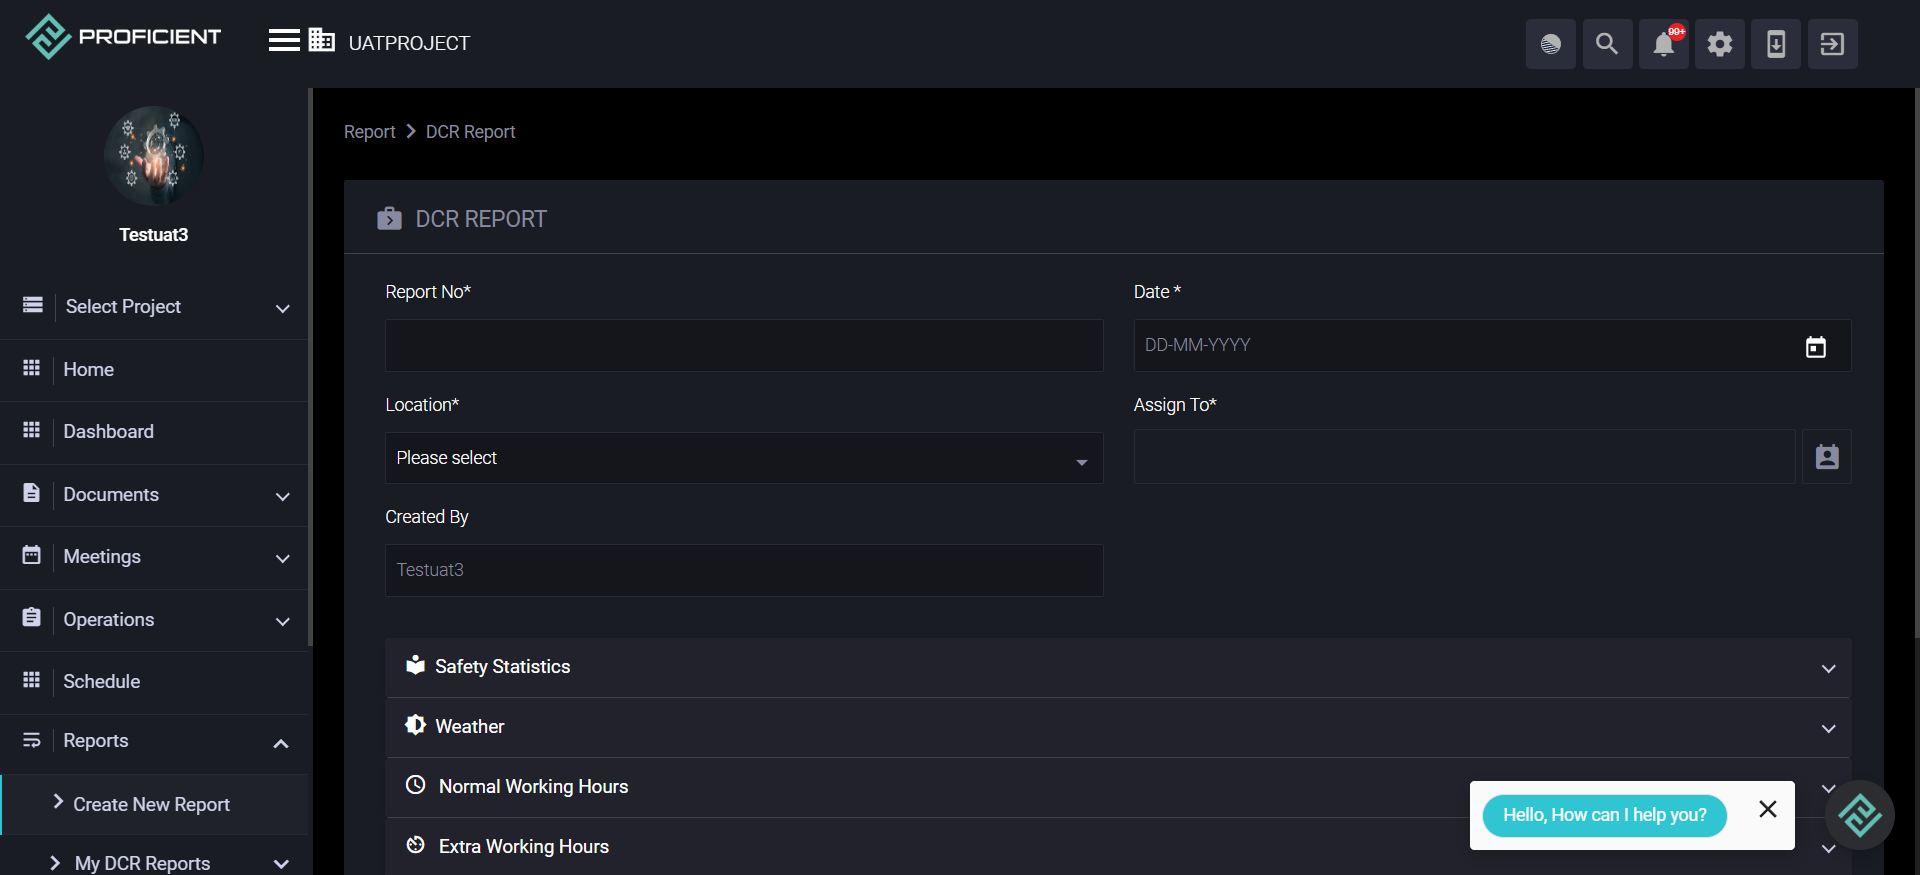 PROFICIENT
UATPROJECT
99+
Testuat3
Select Project
Home
Dashboard
Documents
Meetings
Operations
Schedule
Reports
Create New Report
My DCR Reports
Report
DCR Report
DCR REPORT
Report No*
Date *
DD-MM-YYYY
Location*
Assign To*
Please select
Created By
Testuat3
Safety Statistics
Weather
Normal Working Hours
Extra Working Hours
Hello, How can I help you?